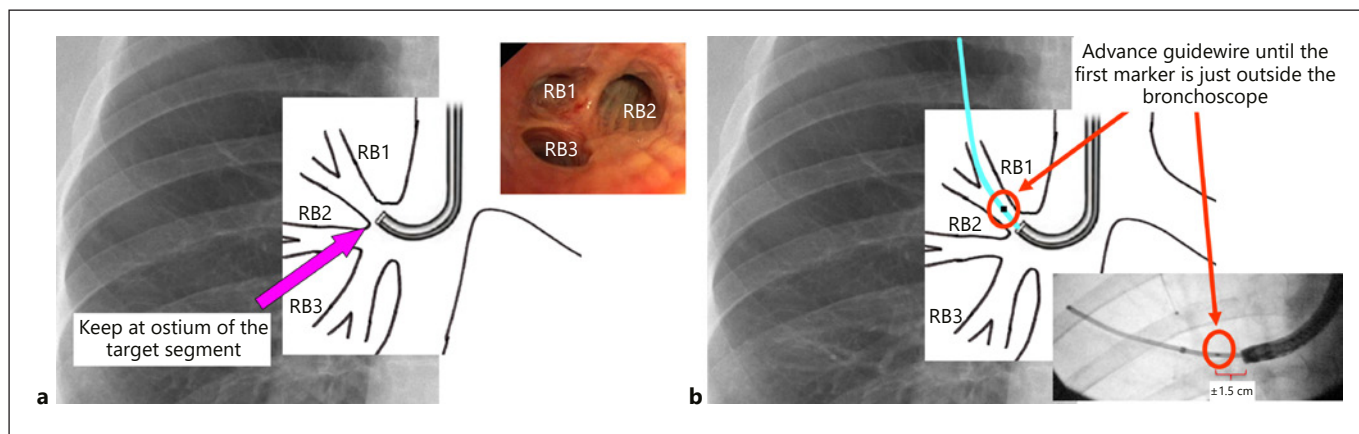 RB1
RB2
RB3
RB1
RB2
RB3
Keep at ostium of the
target segment
a
Advance guidewire until the
first marker is just outside the
bronchoscope
RB1
RB2
RB3
±1.5 cm
b